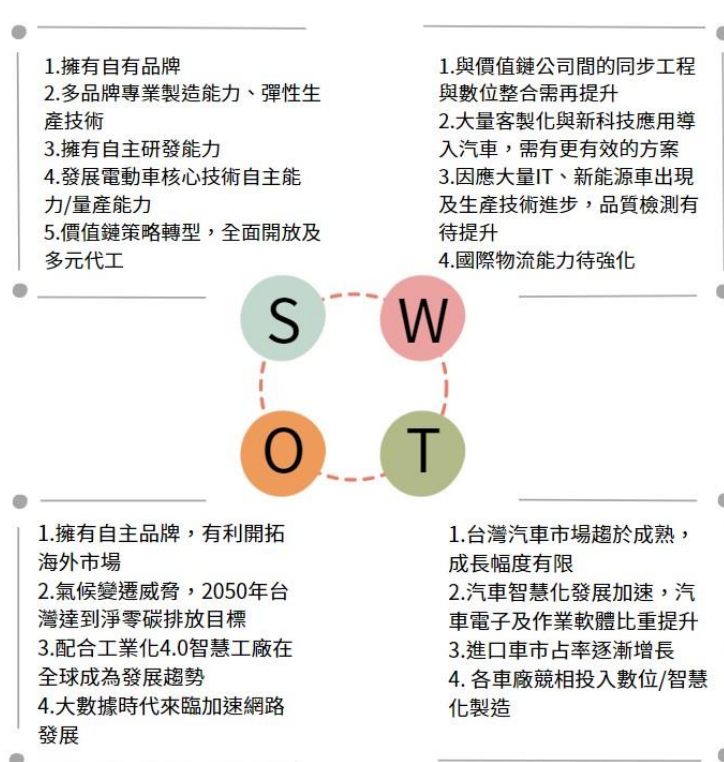 1.擁有自有品牌
2.多品牌專業製造能力、彈性生
產技術
3.擁有自主研發能力
4.發展電動車核心技術自主能
力/量產能力
5.價值鏈策略轉型，全面開放及
多元代工
1.與價值鏈公司間的同步工程
與數位整合需再提升
2.大量客製化與新科技應用導
入汽車，需有更有效的方案
3.因應大量IT、新能源車出現
及生產技術進步，品質檢測有
待提升
4.國際物流能力待強化
S
W
O
T
1.擁有自主品牌，有利開拓
海外市場
2.氣候變遷威脅，2050年台
灣達到淨零碳排放目標
3.配合工業化4.0智慧工廠在
全球成為發展趨勢
4.大數據時代來臨加速網路
發展
1.台灣汽車市場趨於成熟，
成長幅度有限
2.汽車智慧化發展加速，汽
車電子及作業軟體比重提升
3.進口車市占率逐漸增長
4. 各車廠競相投入數位/智慧
化製造